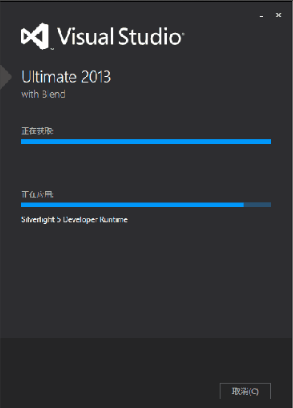 Visual Studio
Ultimate 2013
with Blend
正在获取:
正在应用:
Silverlight 5 Developer Runtime
取消(C)